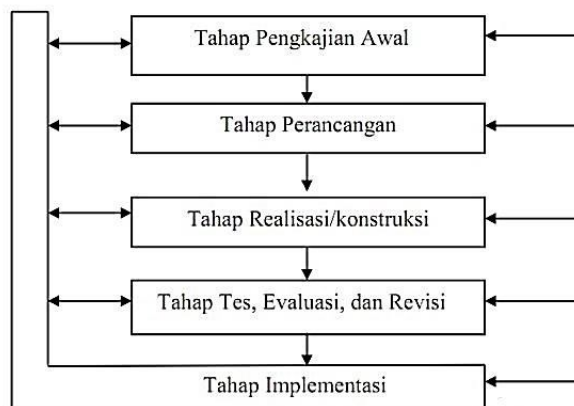 Tahap Pengkajian Awal
Tahap Perancangan
Tahap Realisasi/konstruksi
Tahap Tes, Evaluasi, dan Revisi
Tahap Implementasi